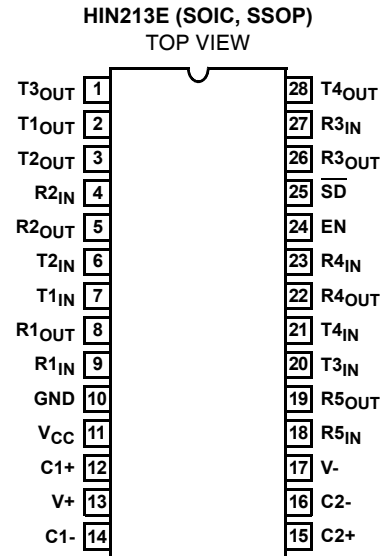 HIN213E (SOIC, SSOP)
TOP VIEW
T3OUT 1 28 T4OUT
T1OUT 2 27 R3IN
T2OUT 3 26 R3OUT
R2IN 4 25 S̅D̅
R2OUT 5 24 EN
T2IN 6 23 R4IN
T1IN 7 22 R4OUT
R1OUT 8 21 T4IN
R1IN 9 20 T3IN
GND 10 19 R5OUT
VCC 11 18 R5IN
C1+ 12 17 V-
V+ 13 16 C2-
C1- 14 15 C2+